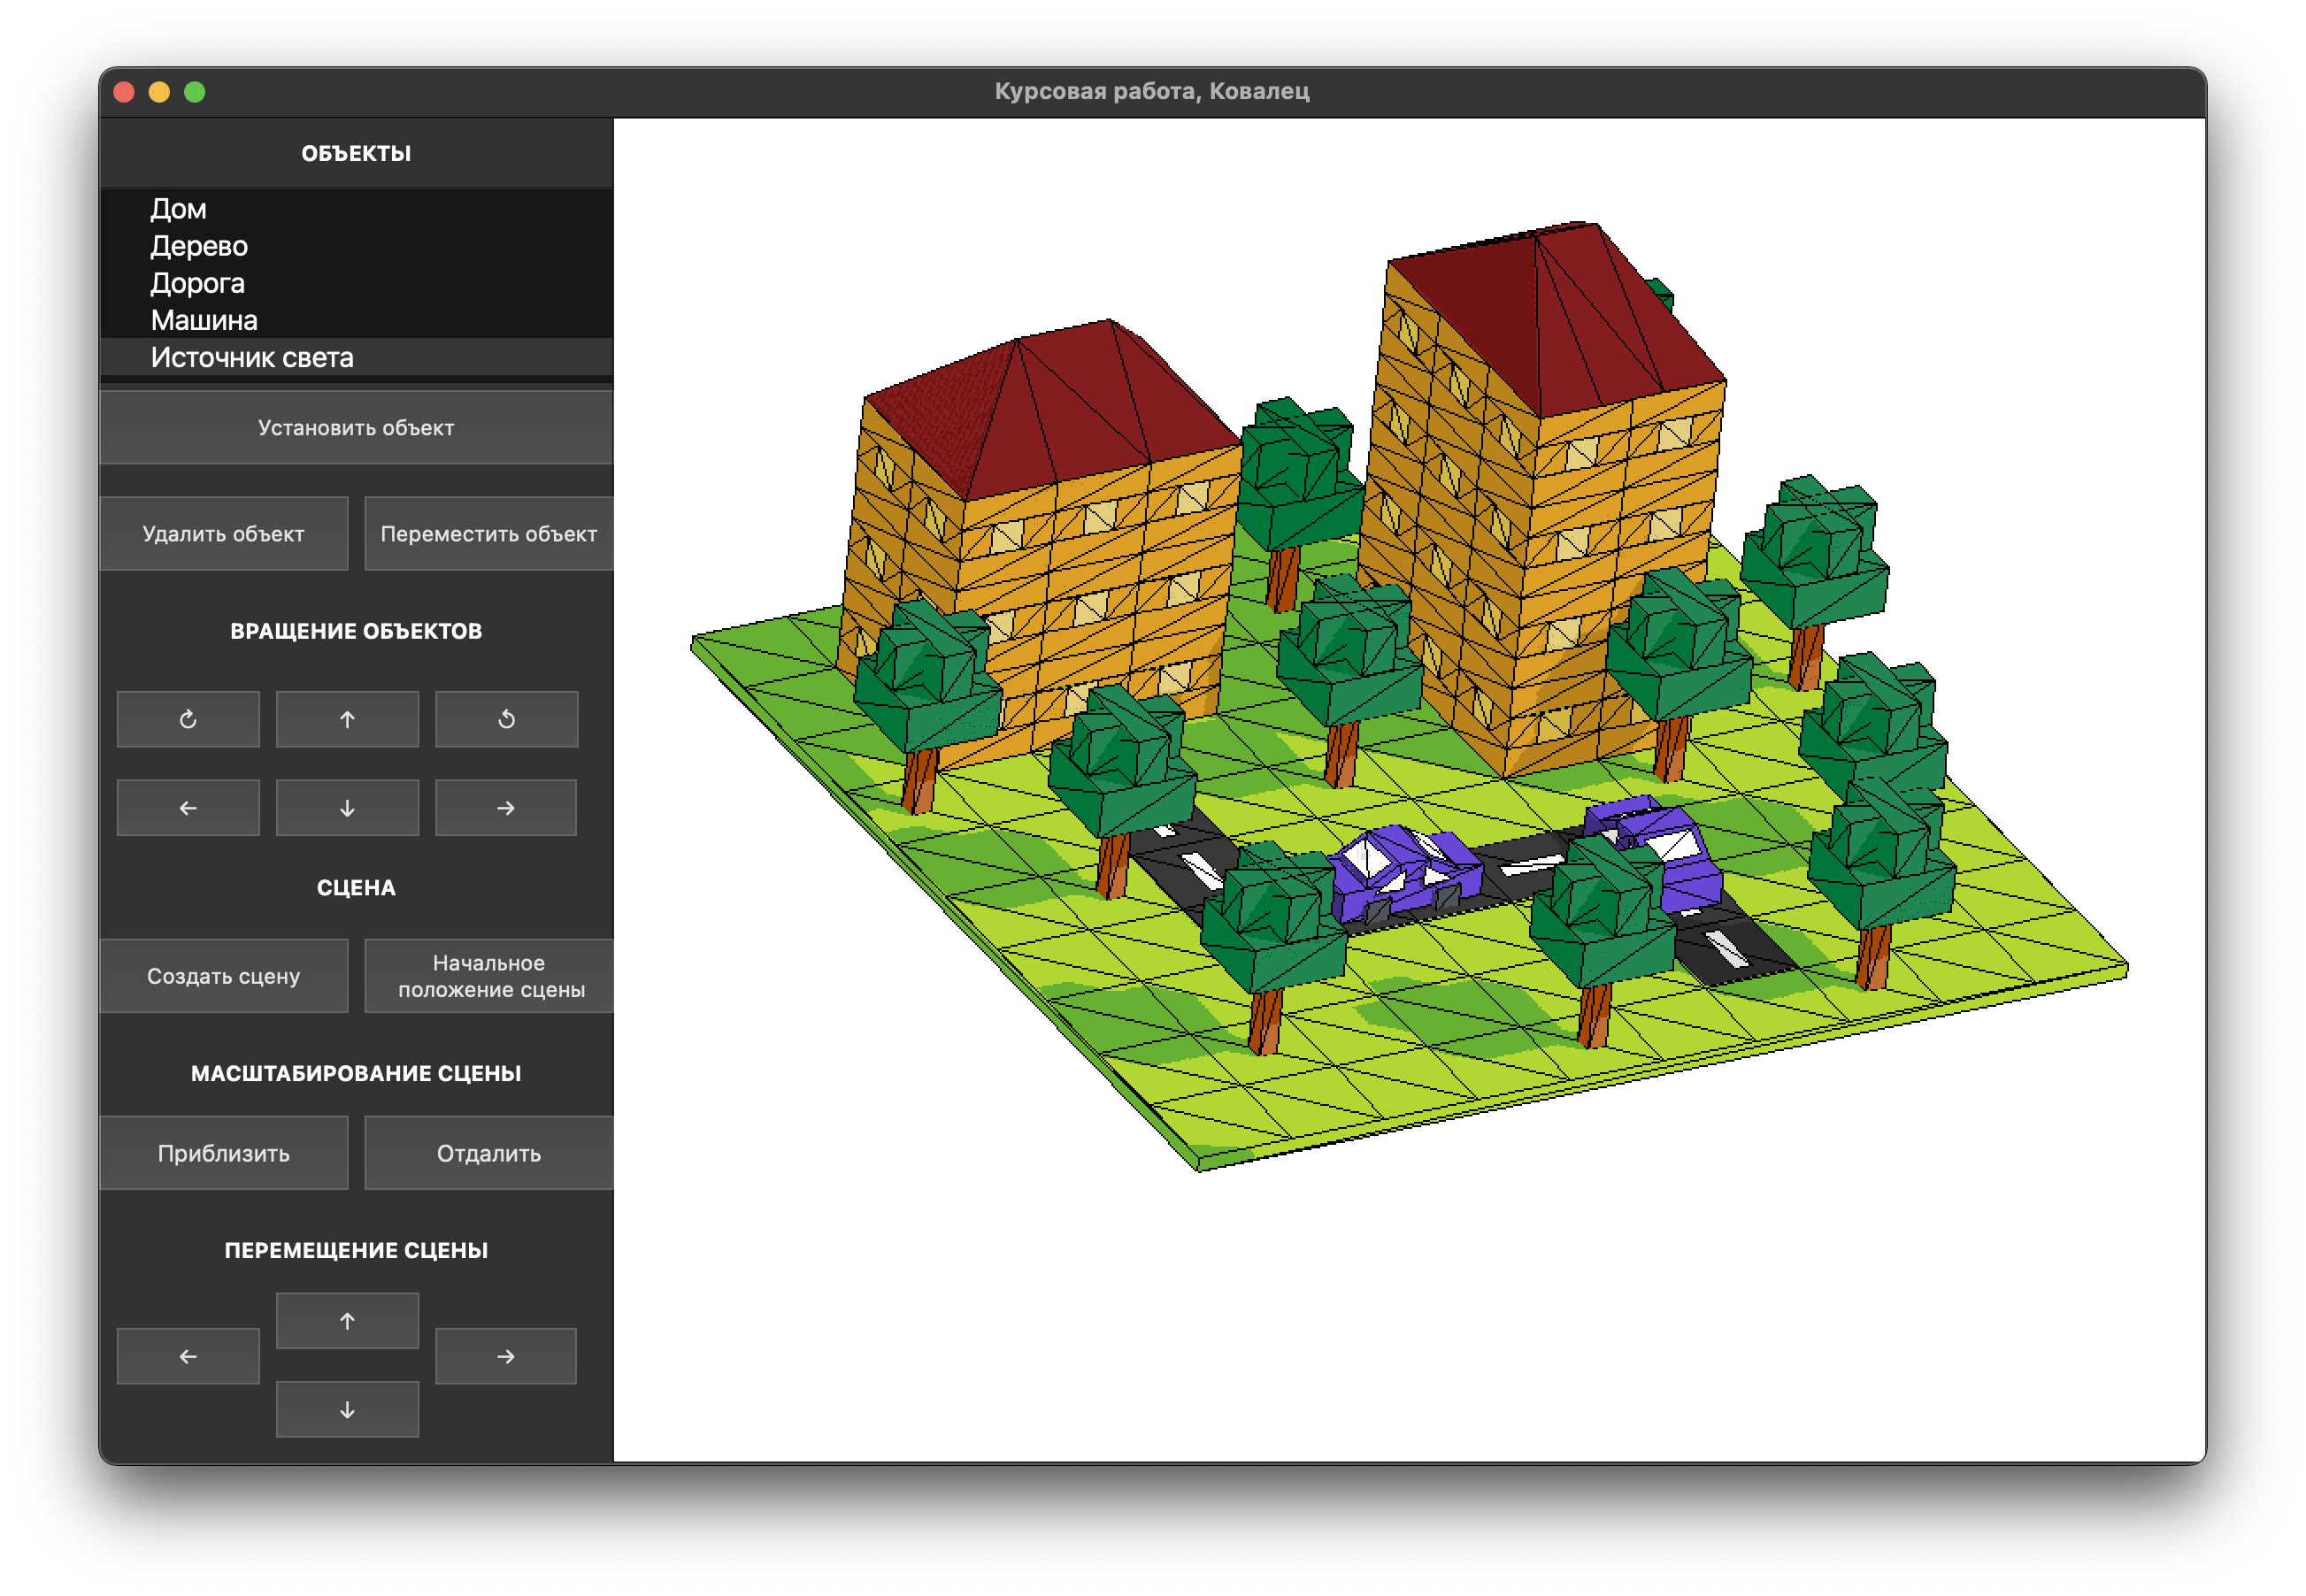 Курсовая работа, Ковалец
ОБЪЕКТЫ
Дом
Дерево
Дорога
Машина
Источник света
Установить объект
Удалить объект
Переместить объект
ВРАЩЕНИЕ ОБЪЕКТОВ
СЦЕНА
Создать сцену
Начальное
положение сцены
МАСШТАБИРОВАНИЕ СЦЕНЫ
Приблизить
Отдалить
ПЕРЕМЕЩЕНИЕ СЦЕНЫ